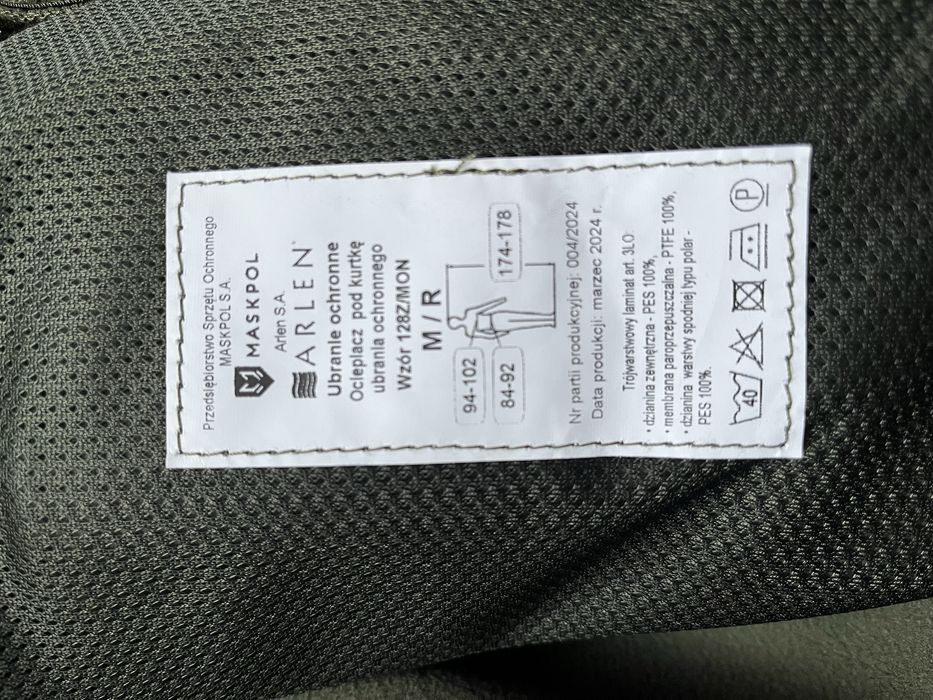 Przedsiębiorstwo Sprzętu Ochronnego
MASKPOL S.A.
MASKPOL
Arlen S.A.
ARLEN
Ubranie ochronne
Ocieplacz pod kurtkę
ubrania ochronnego
Wzór 128Z/MON
M / R
94-102
84-92
174-178
Nr partii produkcyjnej: 004/2024
Data produkcji: marzec 2024 r.
Trójwarstwowy laminat art. 3LO:
• dzianina zewnętrzna - PES 100%,
• membrana paroprzepuszczalna - PTFE 100%,
• dzianina warstwy spodniej typu polar -
PES 100%.
40
P